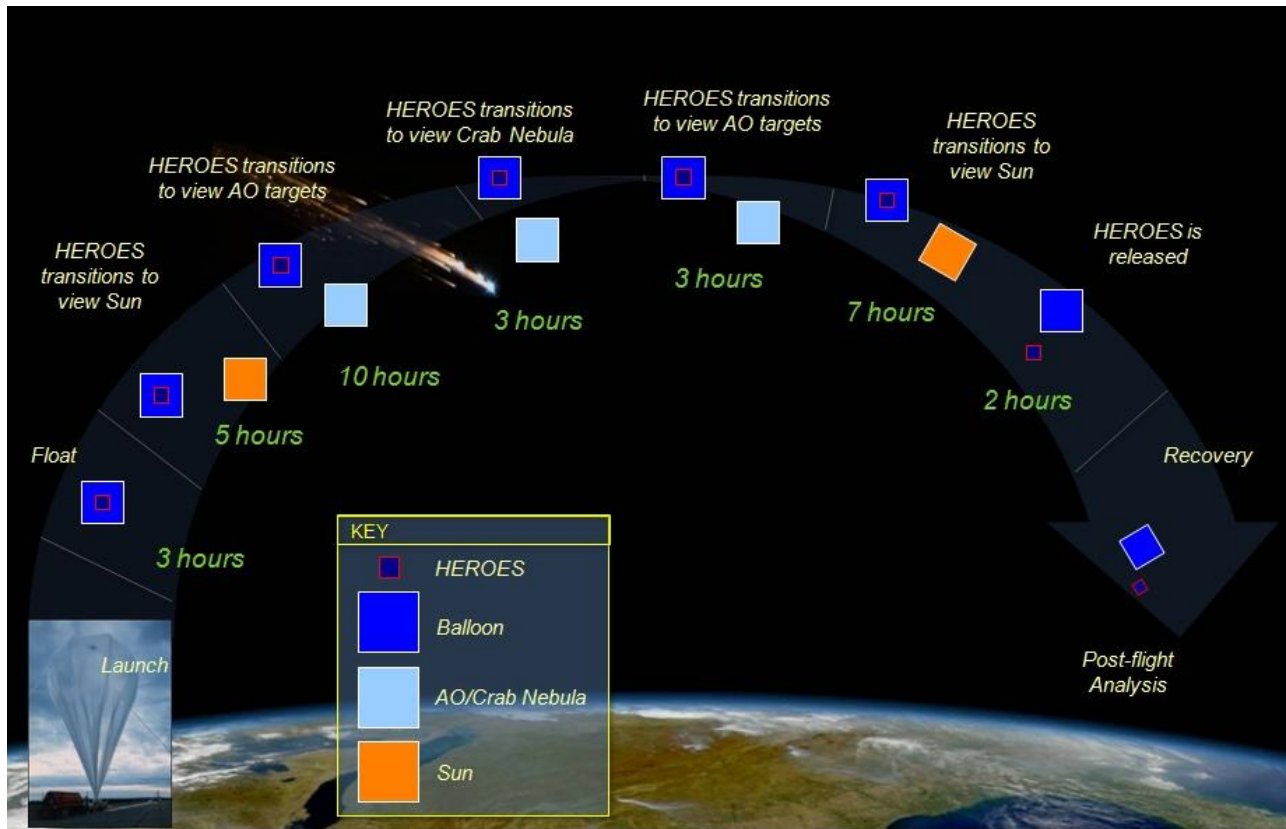 Launch
3 hours
Float
5 hours
HEROES
transitions to
view Sun
10 hours
HEROES transitions
to view AO targets
3 hours
HEROES transitions
to view Crab Nebula
3 hours
HEROES transitions
to view AO targets
7 hours
HEROES
transitions to
view Sun
2 hours
HEROES is
released
Recovery
Post-flight
Analysis
KEY
HEROES
Balloon
AO/Crab Nebula
Sun